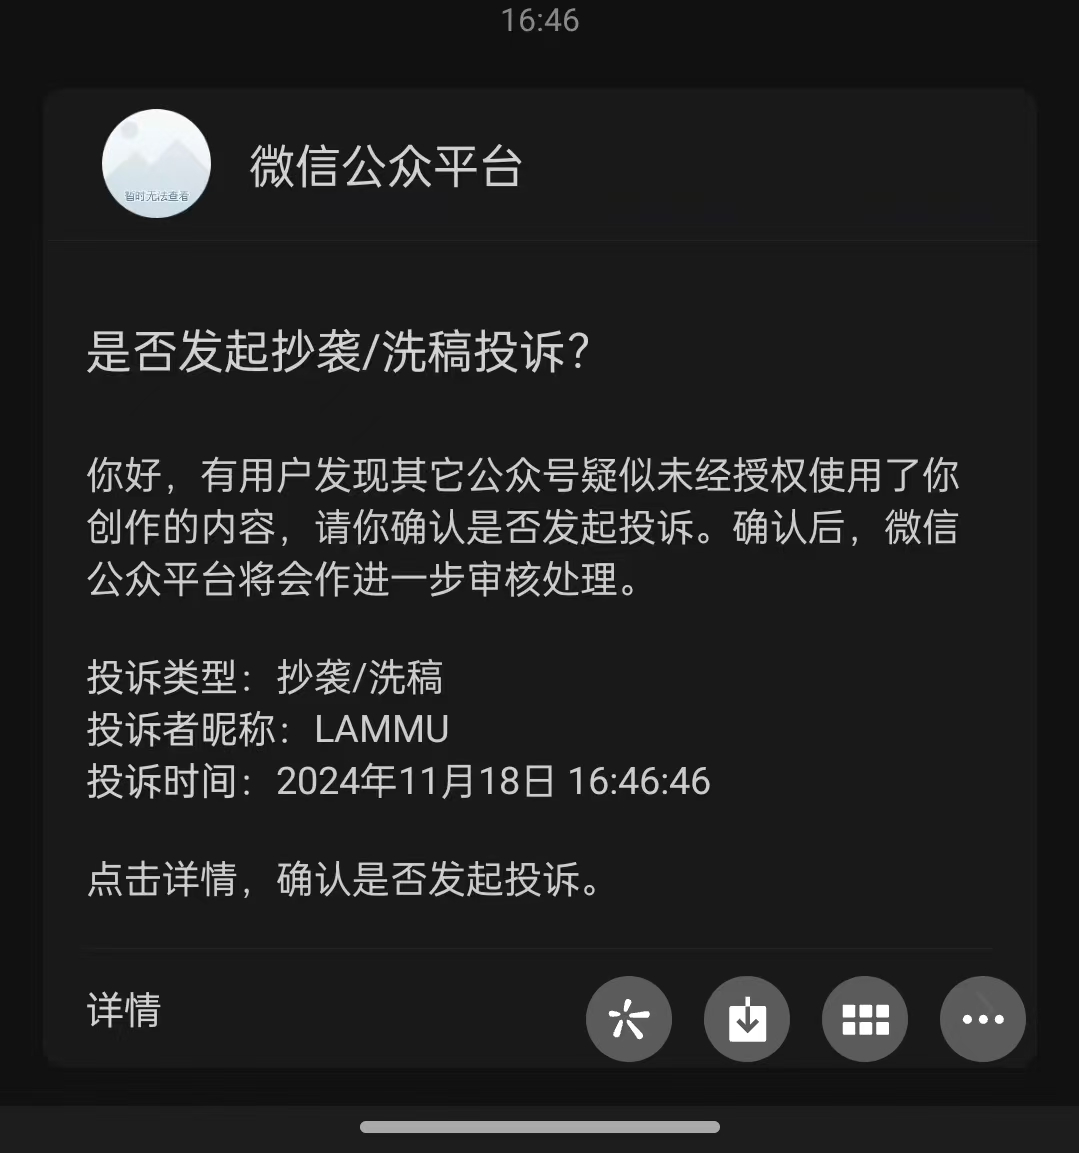 16:46
暂时无法查看
微信公众平台
是否发起抄袭/洗稿投诉？
你好，有用户发现其它公众号疑似未经授权使用了你
创作的内容，请你确认是否发起投诉。确认后，微信
公众平台将会作进一步审核处理。
投诉类型：抄袭/洗稿
投诉者昵称：LAMMU
投诉时间：2024年11月18日 16:46:46
点击详情，确认是否发起投诉。
详情